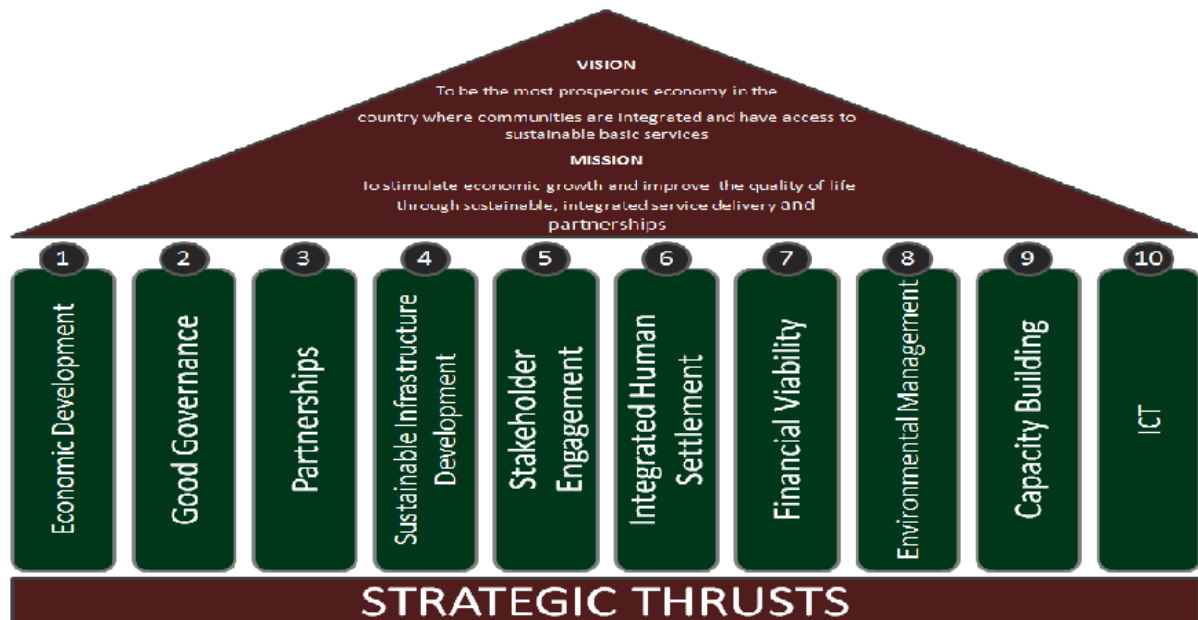 VISION
To be the most prosperous economy in the
country where communities are integrated and have access to
sustainable basic services
MISSION
To stimulate economic growth and improve the quality of life
through sustainable, integrated service delivery and
partnerships
1
2
3
4
5
6
7
8
9
10
Economic Development
Good Governance
Partnerships
Sustainable Infrastructure
Development
Stakeholder
Engagement
Integrated Human
Settlement
Financial Viability
Environmental Management
Capacity Building
ICT
STRATEGIC THRUSTS